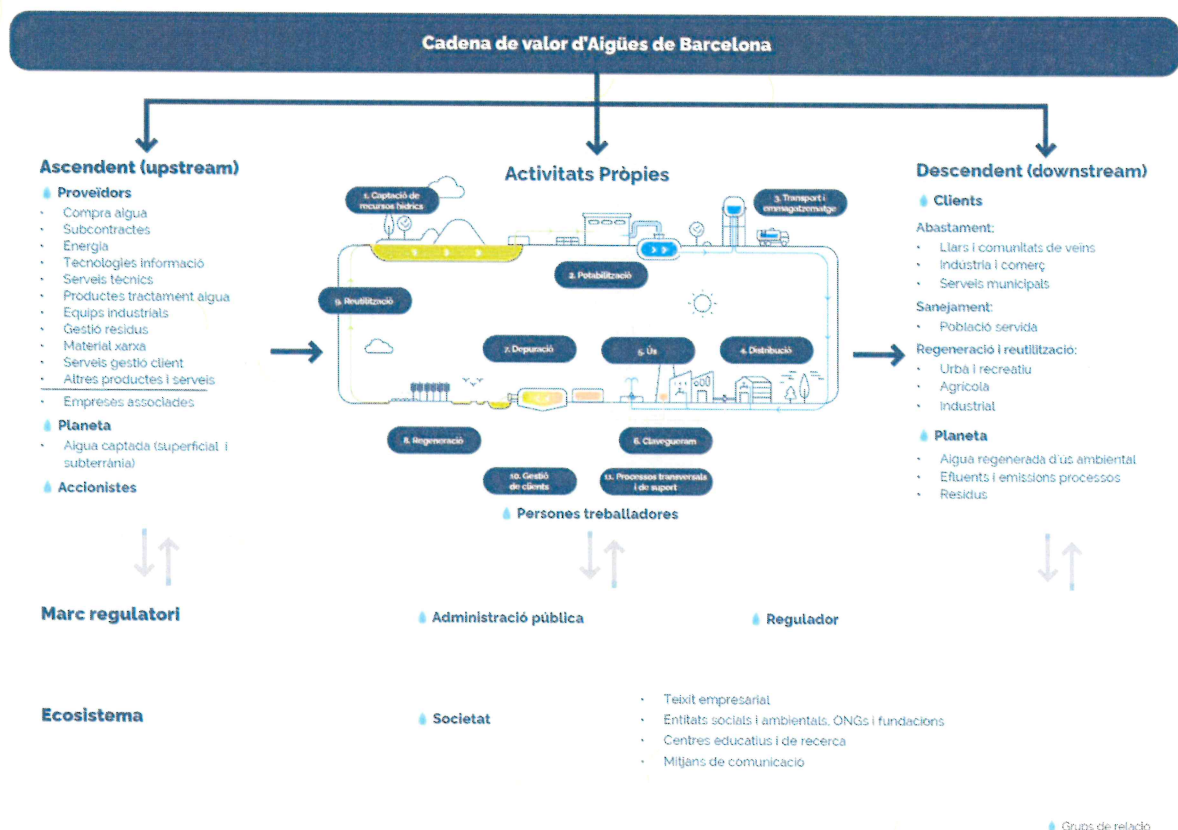 Cadena de valor d'Aigües de Barcelona
Ascendent (upstream)
Proveïdors
· Compra aigua
· Subcontractes
· Energia
· Tecnologies informació
· Serveis tècnics
· Productes tractament aigua
· Equips industrials
· Gestió residus
· Material xarxa
· Serveis gestió client
· Altres productes i serveis
· Empreses associades
Planeta
· Aigua captada (superficial i
subterrània)
Accionistes
Activitats Pròpies
1. Captació de
recursos hídrics
3. Transport i
emmagatzematge
2. Potabilització
9. Reutilització
7. Depuració
5. Ús
4. Distribució
8. Regeneració
6. Clavegueram
10. Gestió
de clients
11. Processos transversals
i de suport
Persones treballadores
Descendent (downstream)
Clients
Abastament:
· Llars i comunitats de veïns
· Indústria i comerç
· Serveis municipals
Sanejament:
· Població servida
Regeneració i reutilització:
· Urbà i recreatiu
· Agrícola
· Industrial
Planeta
· Aigua regenerada d'ús ambiental
· Efluents i emissions processos
· Residus
Marc regulatori
Administració pública
Regulador
Ecosistema
Societat
· Teixit empresarial
· Entitats socials i ambientals, ONGs i fundacions
· Centres educatius i de recerca
· Mitjans de comunicació
Grups de relació